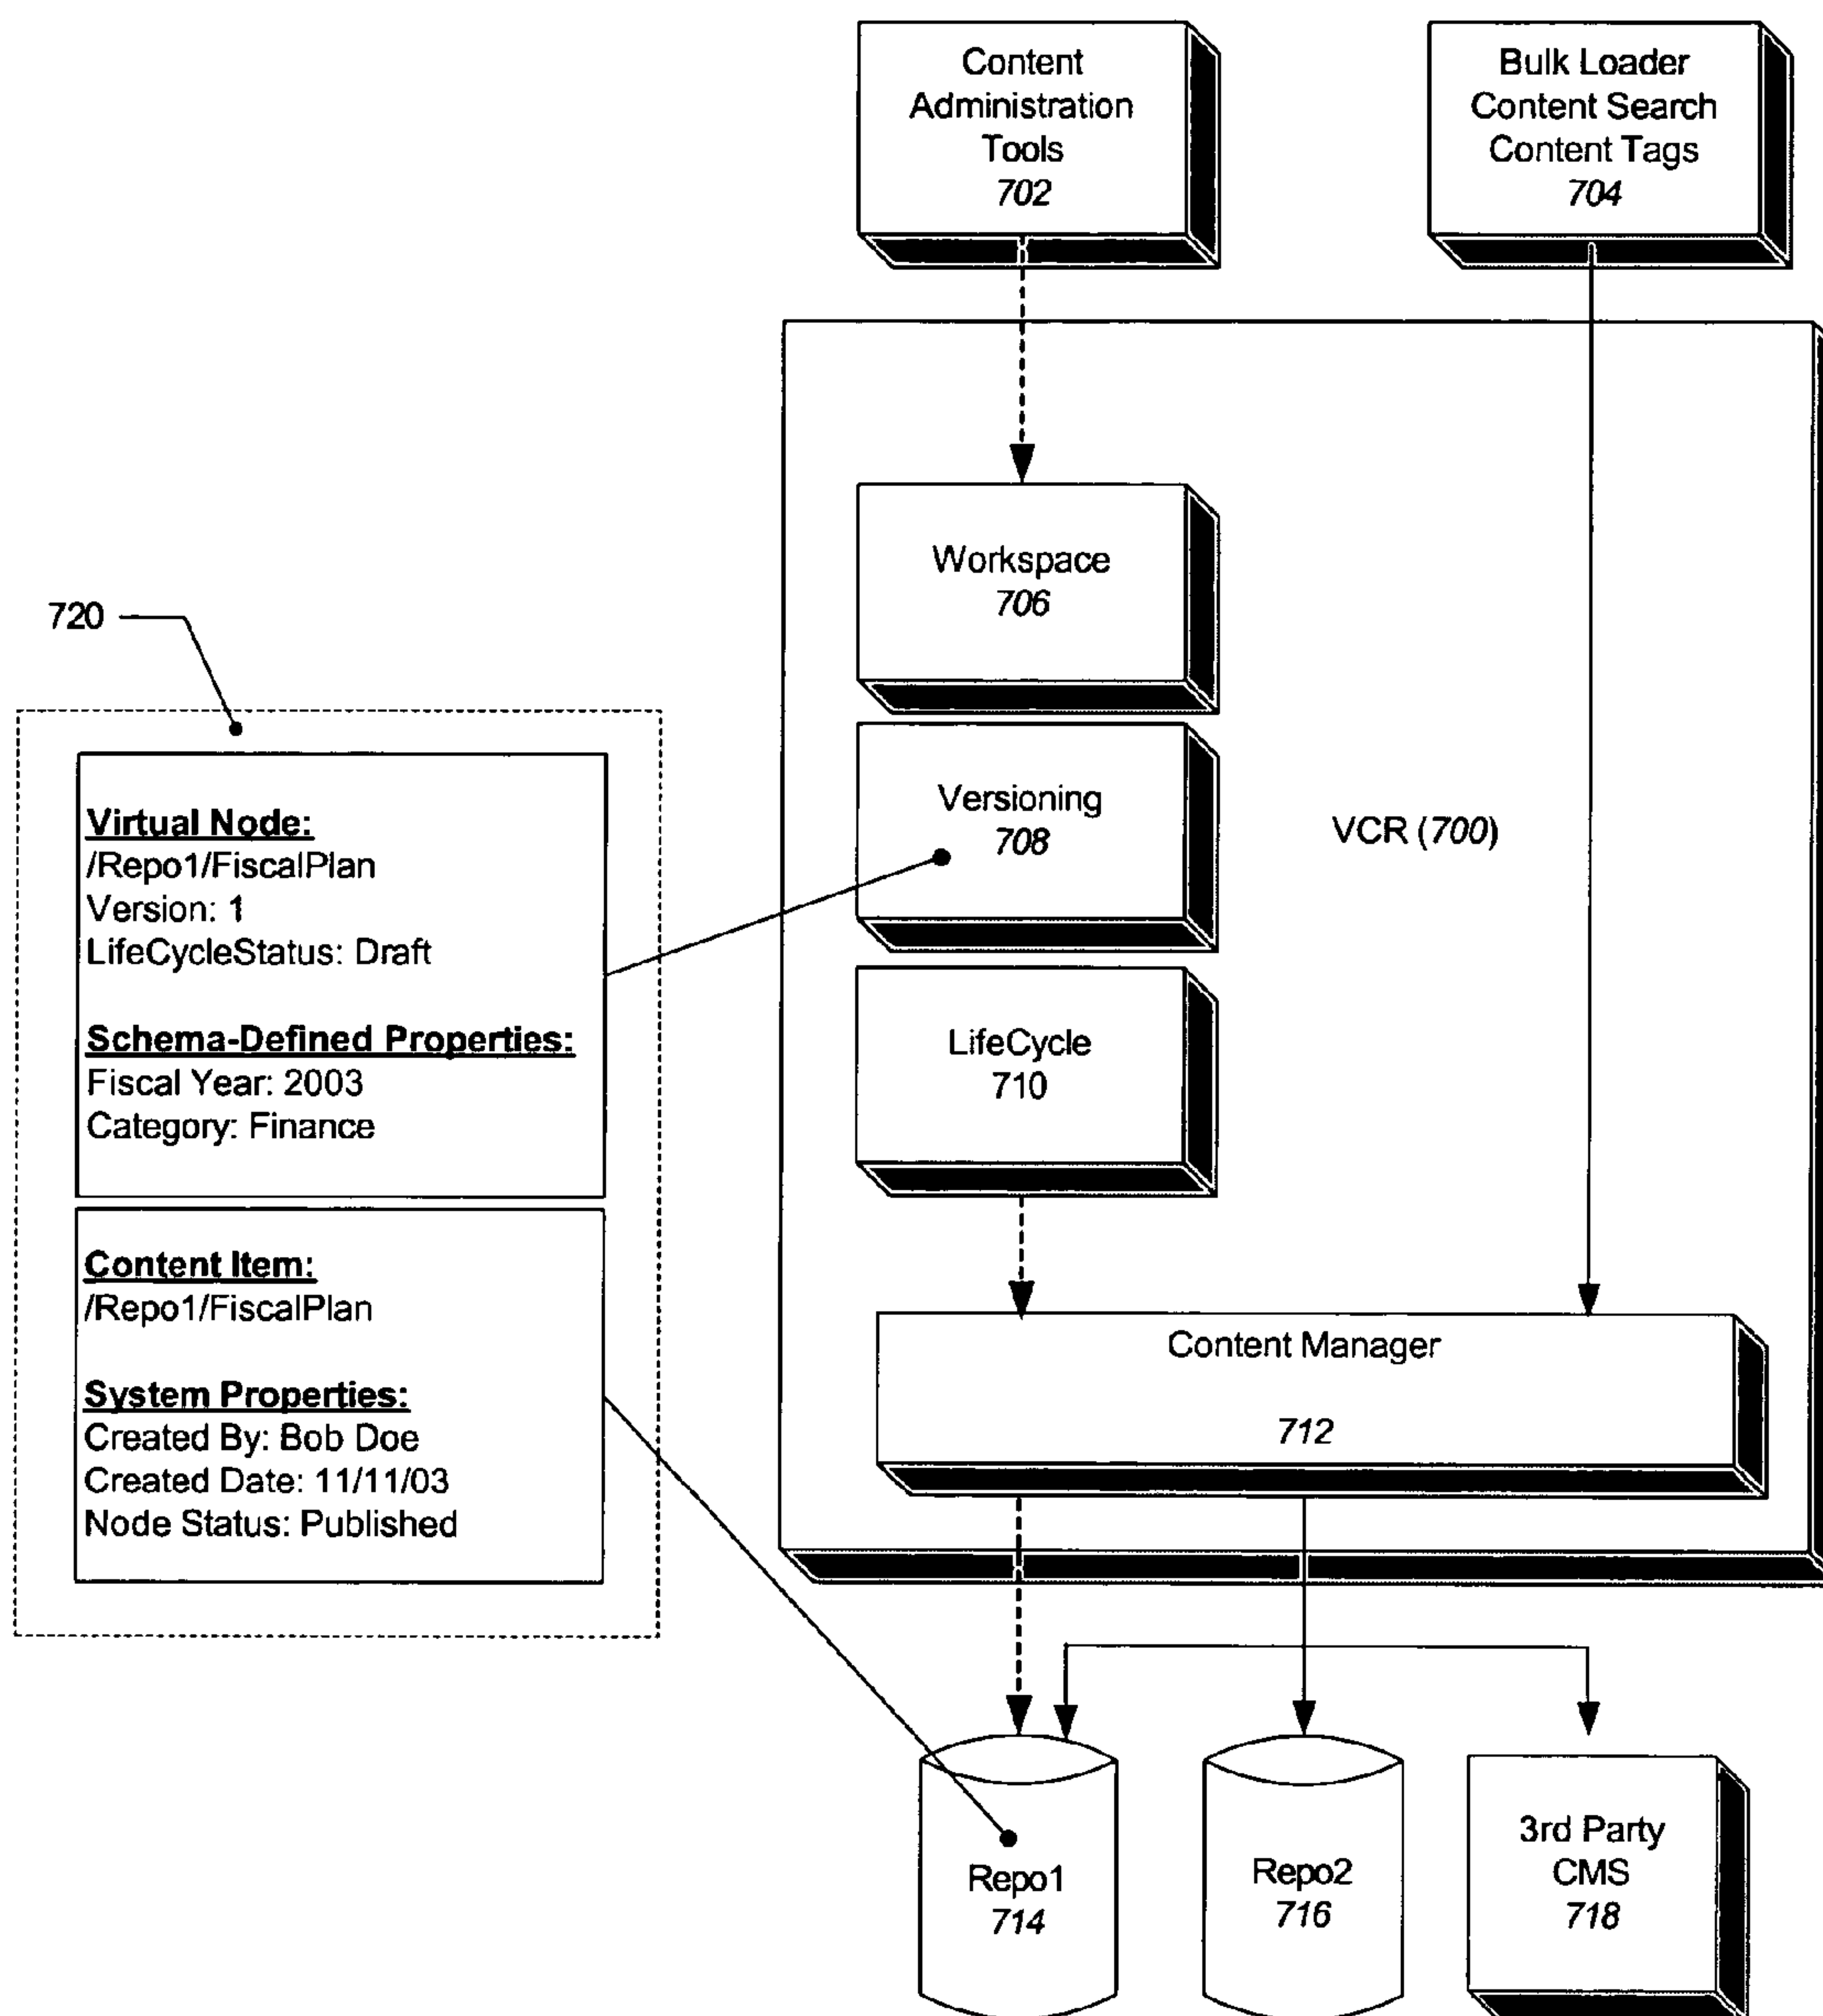 Content
Administration
Tools
702
Bulk Loader
Content Search
Content Tags
704
Workspace
706
720
Versioning
708
VCR (700)
Virtual Node:
/Repo1/FiscalPlan
Version: 1
LifeCycleStatus: Draft
Schema-Defined Properties:
Fiscal Year: 2003
Category: Finance
LifeCycle
710
Content Item:
/Repo1/FiscalPlan
System Properties:
Created By: Bob Doe
Created Date: 11/11/03
Node Status: Published
Content Manager
712
Repo1
714
Repo2
716
3rd Party
CMS
718